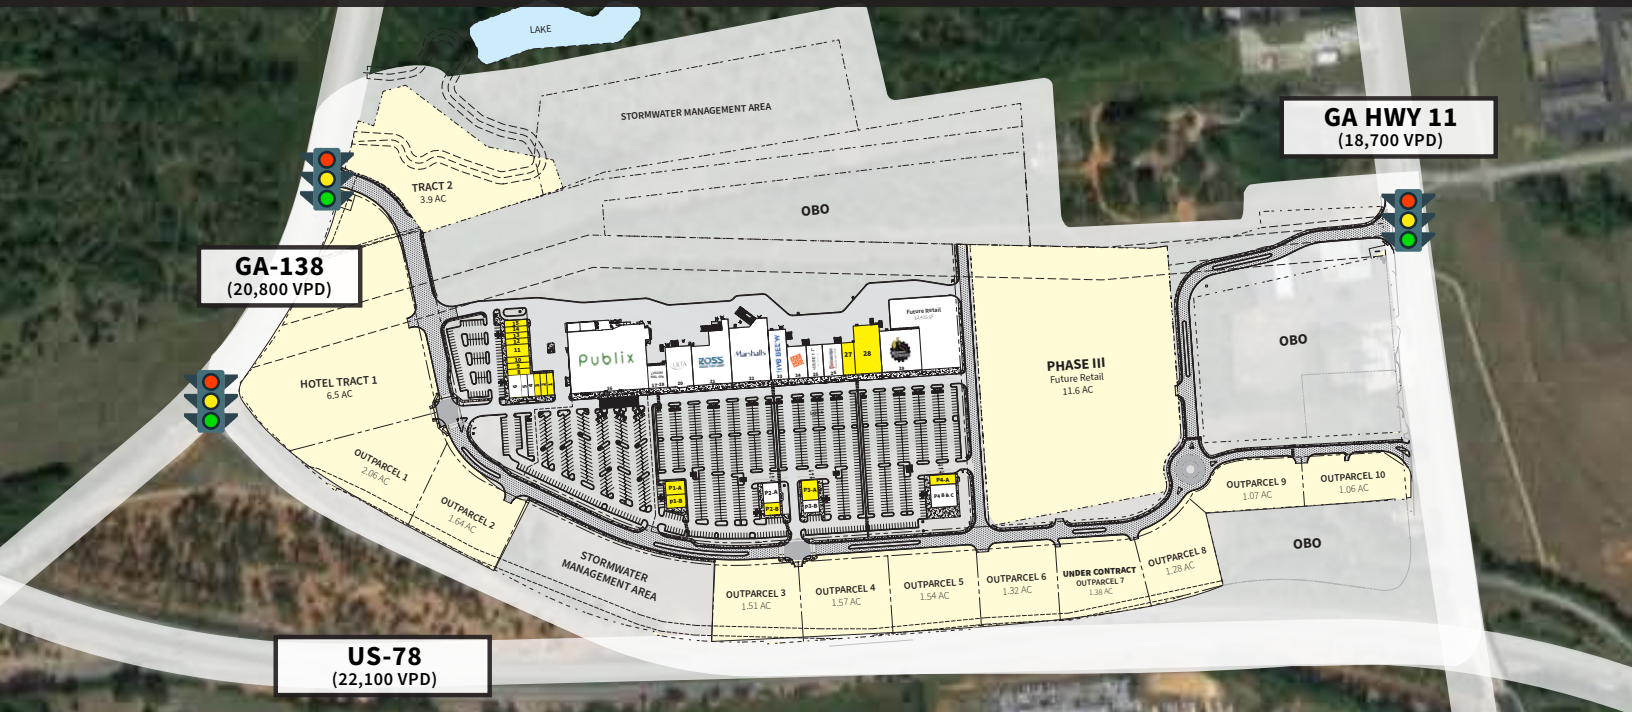 LAKE
STORMWATER MANAGEMENT AREA
GA HWY 11
(18,700 VPD)
TRACT 2
3.9 AC
OBO
GA-138
(20,800 VPD)
Future Retail
OBO
Publix
ULTA
ROSS
Marshalls
27
28
11
PHASE III
Future Retail
11.6 AC
HOTEL TRACT 1
6.5 AC
OUTPARCEL 1
2.06 AC
OUTPARCEL 2
1.64 AC
P1-A
P1-B
P2-A
P2-B
P3-A
P3-B
P4-A
P4 B & C
OUTPARCEL 9
1.07 AC
OUTPARCEL 10
1.06 AC
OBO
STORMWATER
MANAGEMENT AREA
OUTPARCEL 3
1.51 AC
OUTPARCEL 4
1.57 AC
OUTPARCEL 5
1.54 AC
OUTPARCEL 6
1.32 AC
UNDER CONTRACT
OUTPARCEL 7
1.38 AC
OUTPARCEL 8
1.28 AC
US-78
(22,100 VPD)